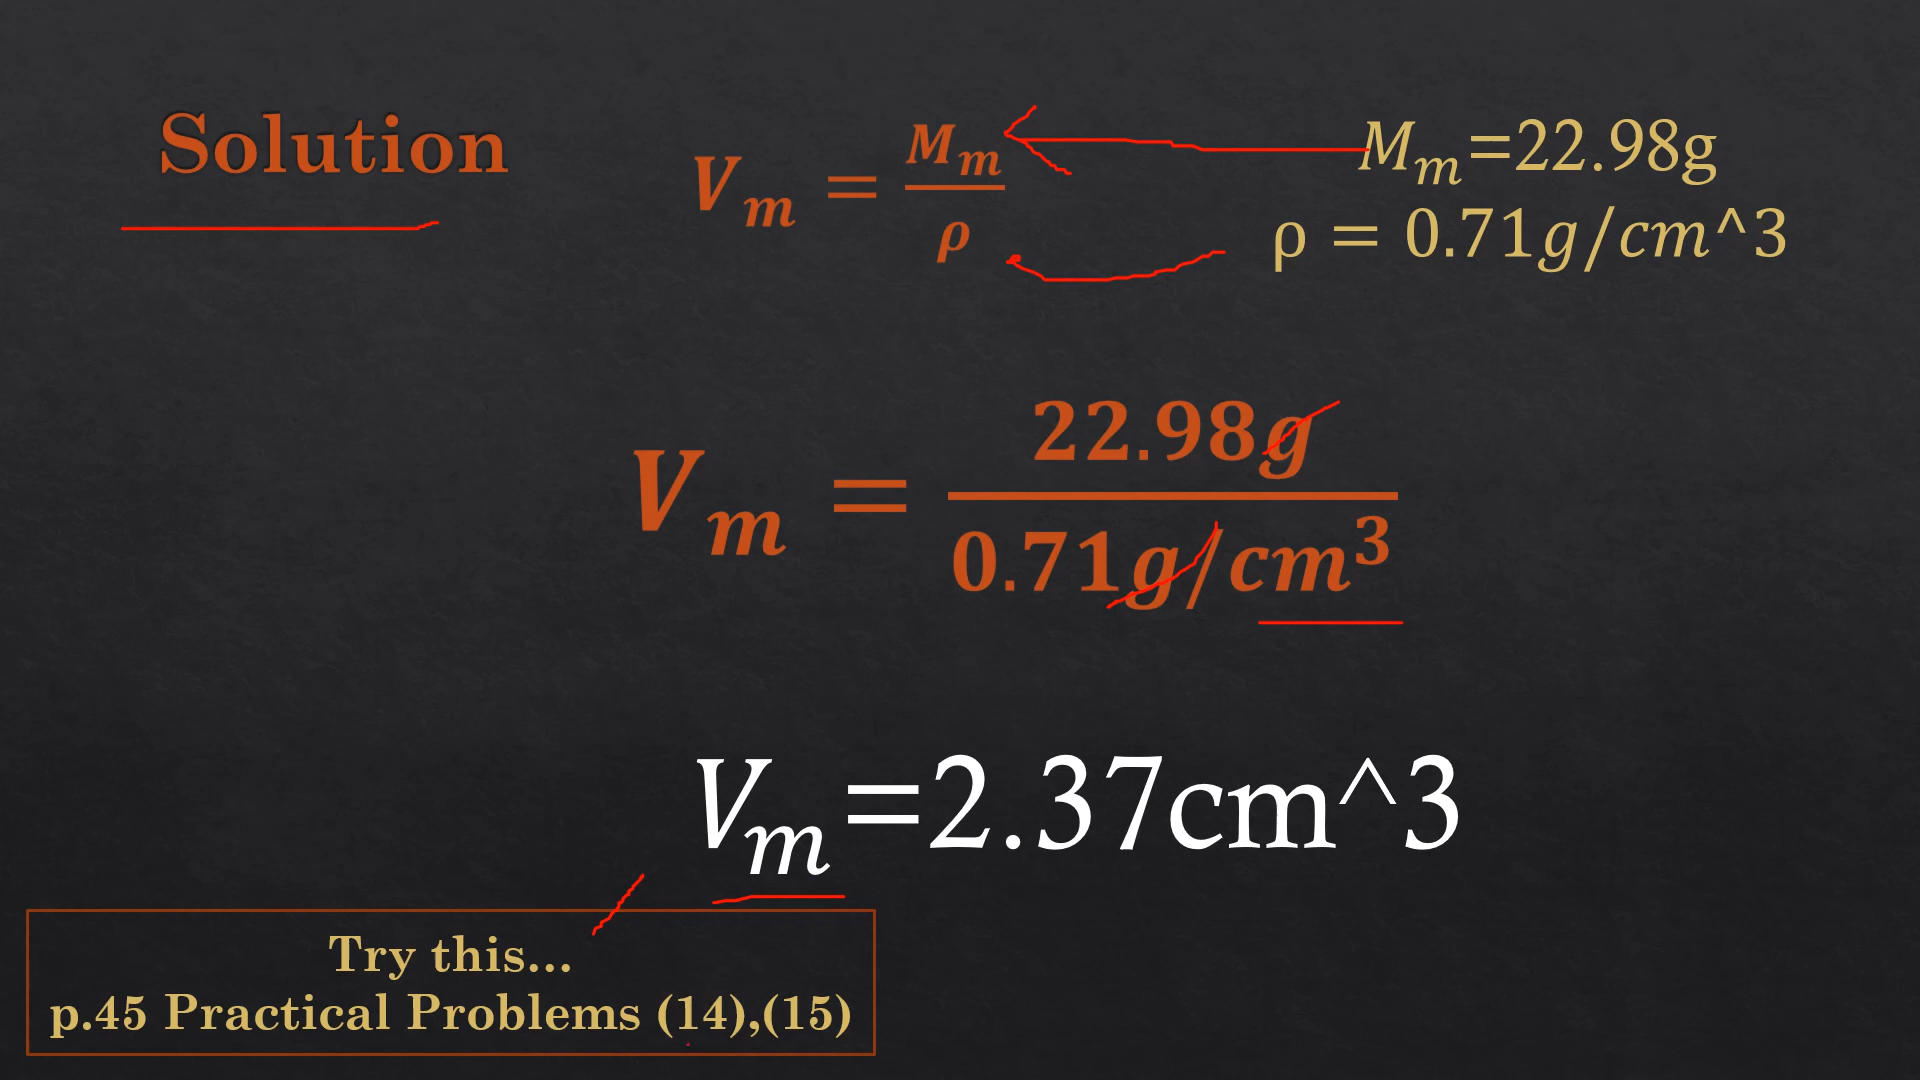 Solution
Vₘ = Mₘ/ρ
Mₘ=22.98g
ρ = 0.71g/cm^3
Vₘ = 22.98g / 0.71g/cm³
Vₘ=2.37cm^3
Try this...
p.45 Practical Problems (14),(15)